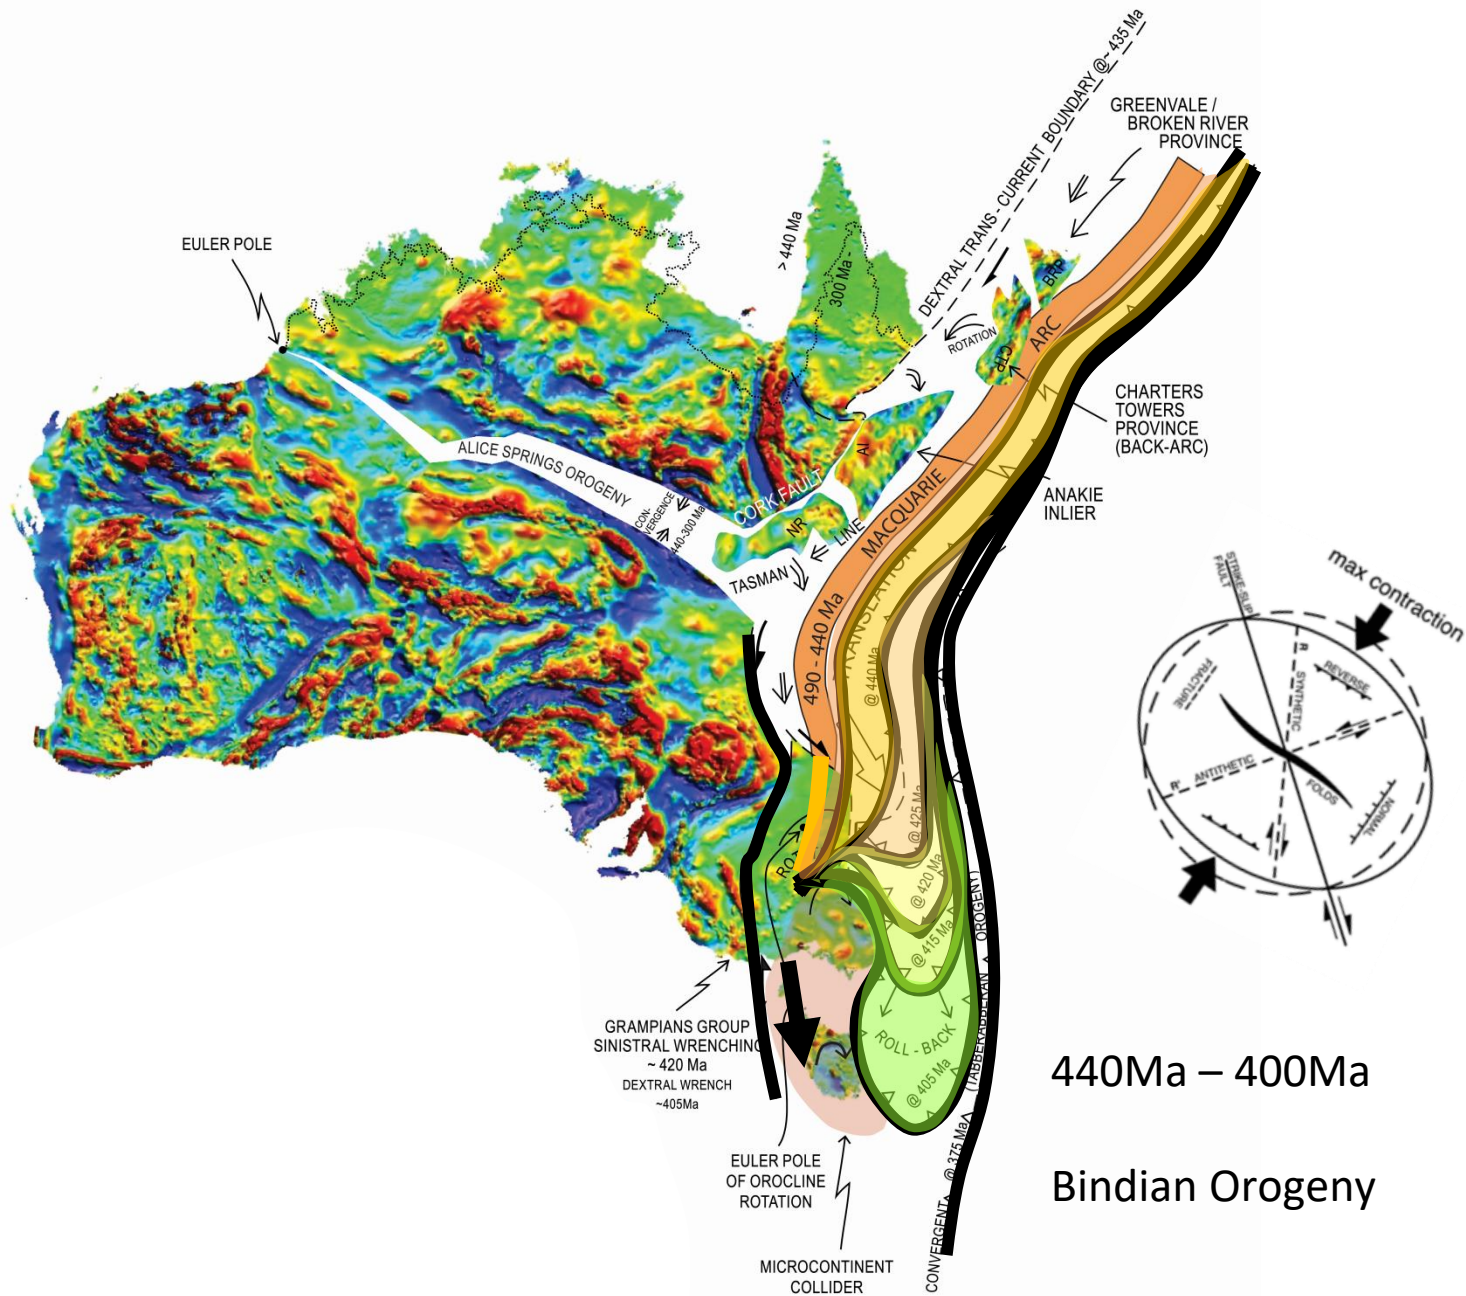 DEXTRAL TRANS - CURRENT BOUNDARY @~ 435 Ma
GREENVALE /
BROKEN RIVER
PROVINCE
EULER POLE
> 440 Ma
300 Ma -
BRP
ROTATION
CTP
ARC
CHARTERS
TOWERS
PROVINCE
(BACK-ARC)
ALICE SPRINGS OROGENY
CON-
VERGENCE
440-300 Ma
CORK FAULT
AI
NR
TASMAN
LINE
MACQUARIE
490 - 440 Ma
ANAKIE
INLIER
TRANSLATION
@ 440Ma
@ 425 Ma
@ 420 Ma
@ 415 Ma
ROLL - BACK
@ 405 Ma
CONVERGENT @ 375 Ma (TABBERABBERAN OROGENY)
max contraction
STRIKE-SLIP
FAULT
R
SYNTHETIC
REVERSE
FRACTURE
R'
ANTITHETIC
FOLDS
NORMAL
GRAMPIANS GROUP
SINISTRAL WRENCHING
~ 420 Ma
DEXTRAL WRENCH
~405Ma
EULER POLE
OF OROCLINE
ROTATION
MICROCONTINENT
COLLIDER
440Ma – 400Ma
Bindian Orogeny